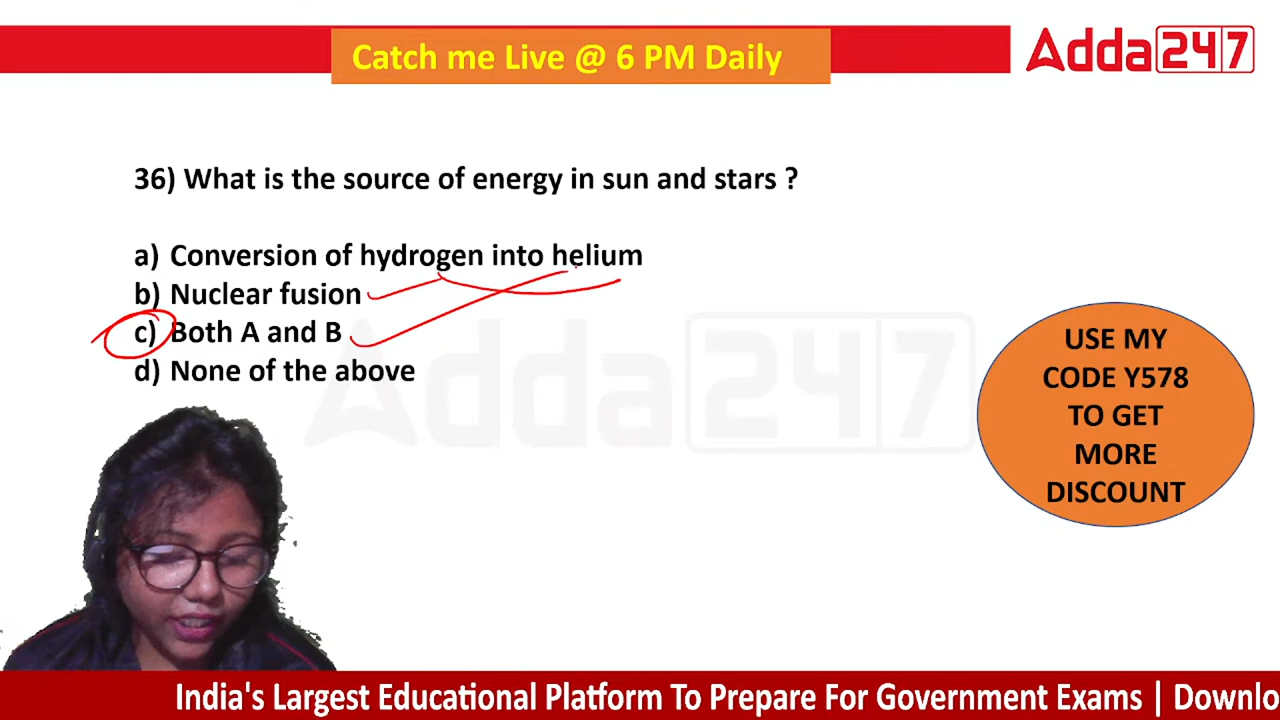 Catch me Live @ 6 PM Daily
Adda247
36) What is the source of energy in sun and stars ?
a) Conversion of hydrogen into helium
b) Nuclear fusion
c) Both A and B
d) None of the above
Adda247
USE MY
CODE Y578
TO GET
MORE
DISCOUNT
India's Largest Educational Platform To Prepare For Government Exams | Downlo